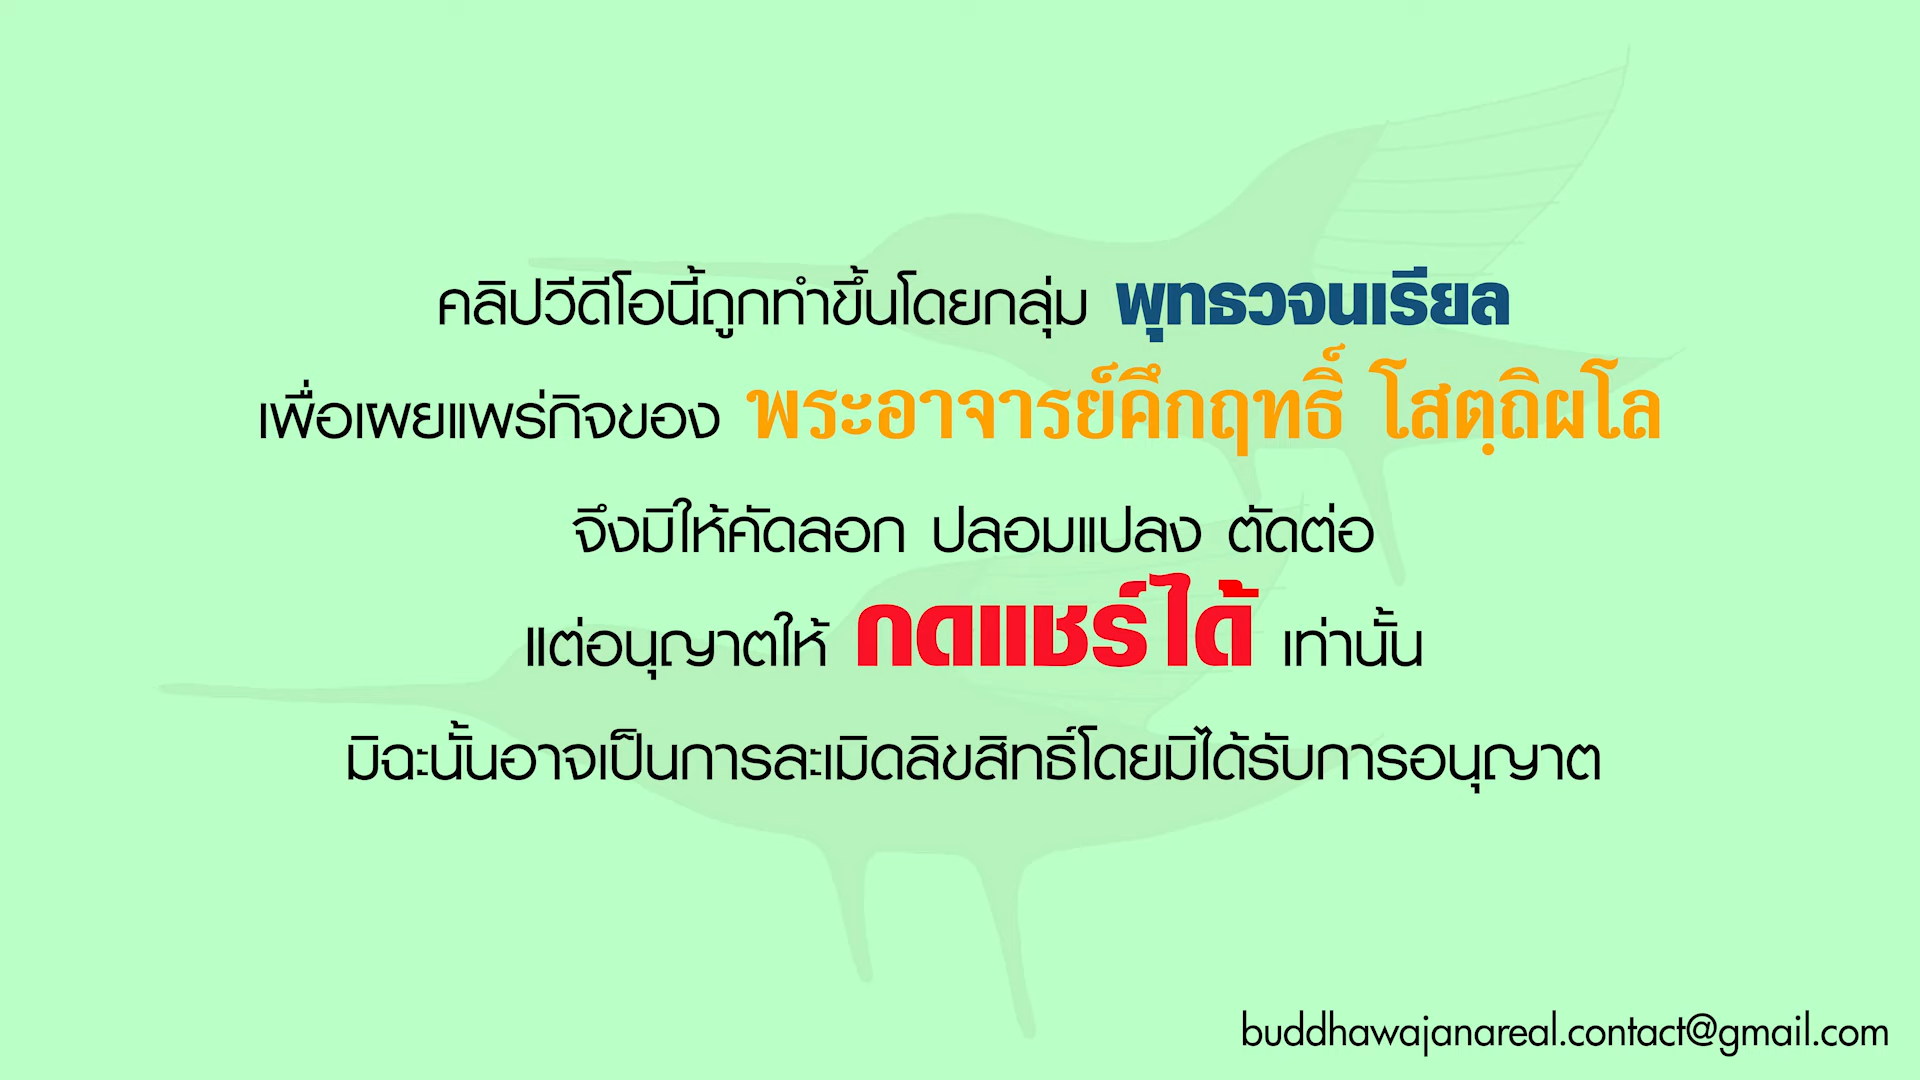 คลิปวีดีโอนี้ถูกทำขึ้นโดยกลุ่ม พุทธวจนเรียล
เพื่อเผยแพร่กิจของ พระอาจารย์คึกฤทธิ์ โสตฺถิผโล
จึงมิให้คัดลอก ปลอมแปลง ตัดต่อ
แต่อนุญาตให้ กดแชร์ได้ เท่านั้น
มิฉะนั้นอาจเป็นการละเมิดลิขสิทธิ์โดยมิได้รับการอนุญาต
buddhawajanareal.contact@gmail.com